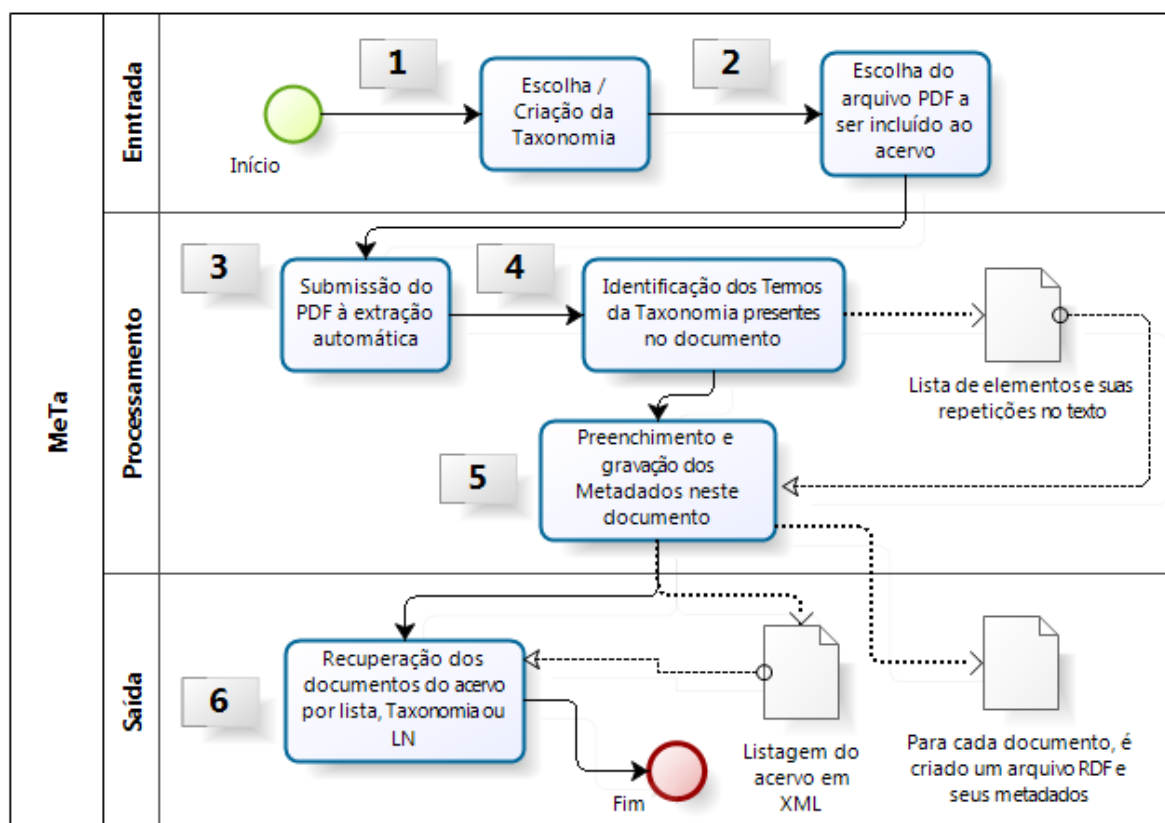 MeTa
Enntrada
1
2
Início
Escolha /
Criação da
Taxonomia
Escolha do
arquivo PDF a
ser incluído ao
acervo
Processamento
3
Submissão do
PDF à extração
automática
4
Identificação dos Termos
da Taxonomia presentes
no documento
Lista de elementos e suas
repetições no texto
5
Preenchimento e
gravação dos
Metadados neste
documento
Saída
6
Recuperação dos
documentos do acervo
por lista, Taxonomia ou
LN
Fim
Listagem do
acervo em
XML
Para cada documento, é
criado um arquivo RDF e
seus metadados